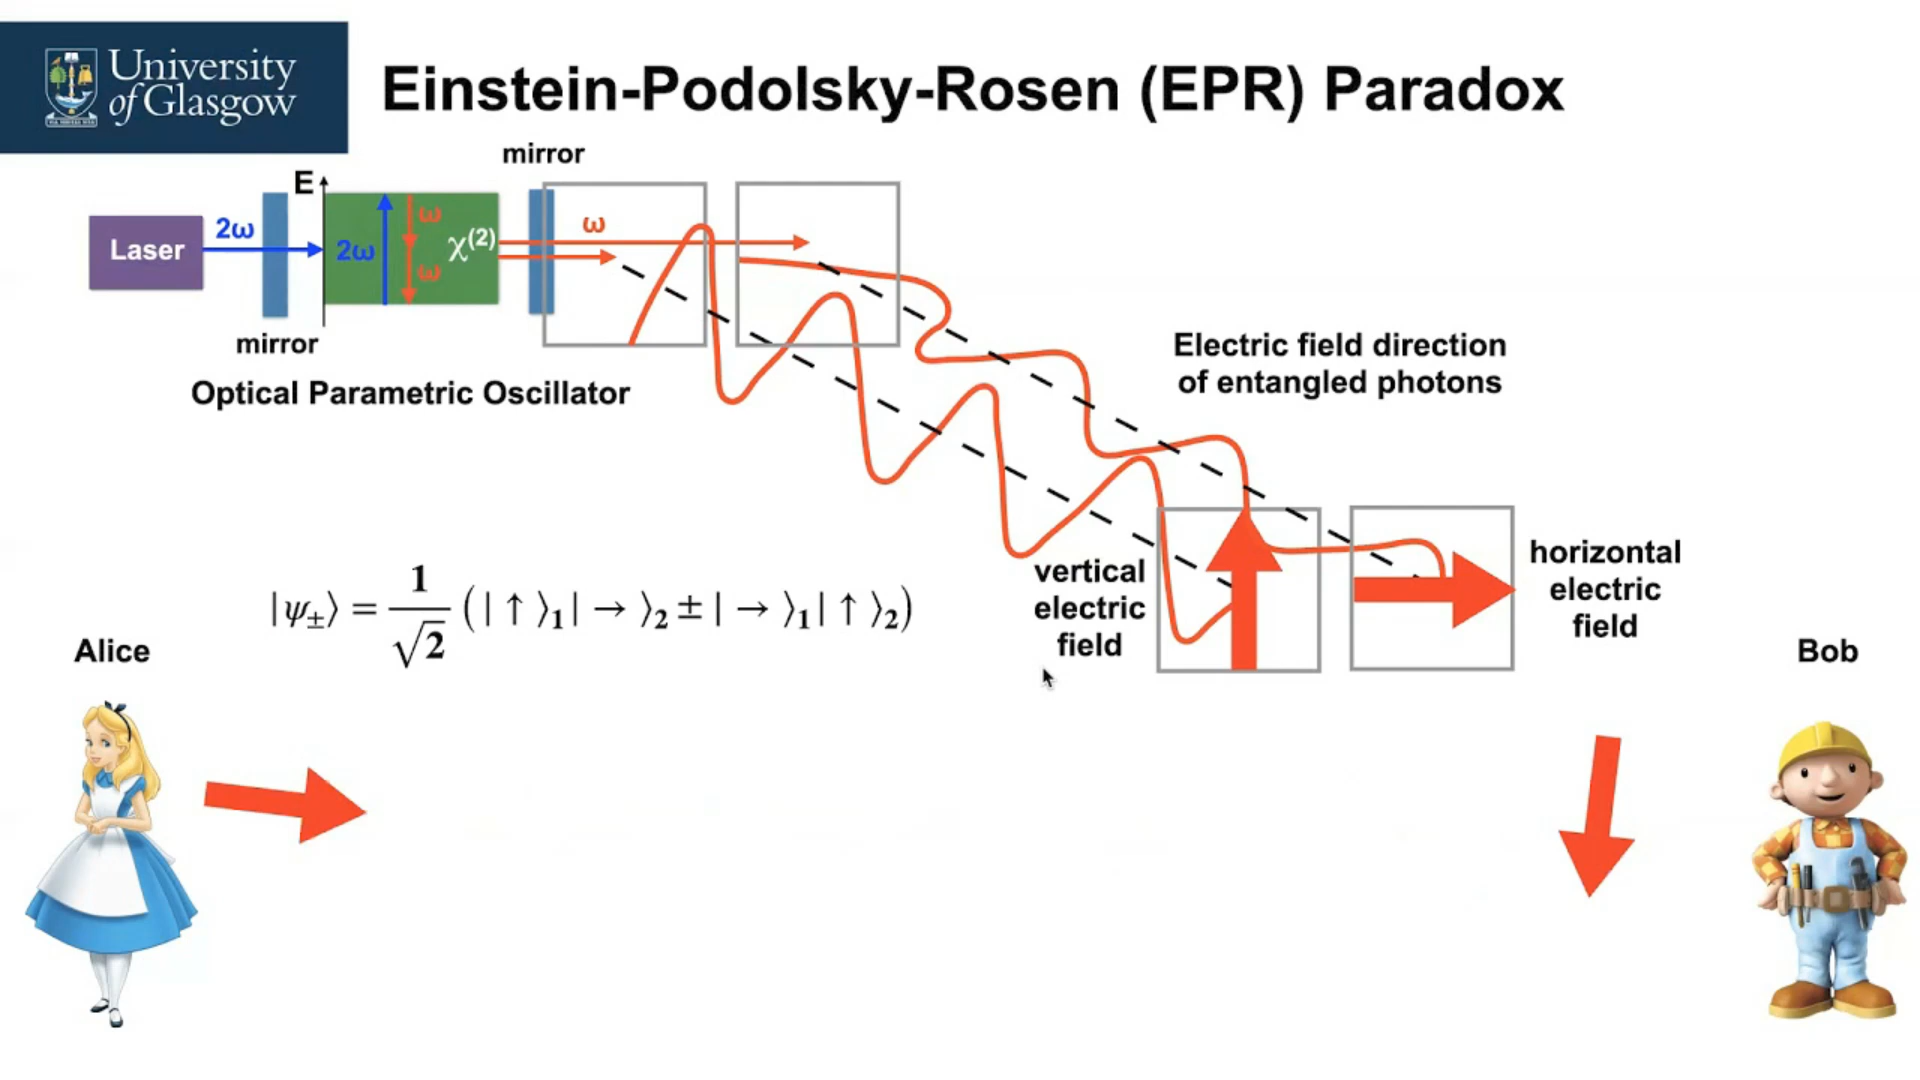 University
of Glasgow
Einstein-Podolsky-Rosen (EPR) Paradox
mirror
E
Laser
2ω
2ω
ω
ω
χ(2)
ω
mirror
Optical Parametric Oscillator
Electric field direction
of entangled photons
|ψ±⟩ = 1/√2 (| ↑ ⟩1| → ⟩2 ± | → ⟩1| ↑ ⟩2)
vertical
electric
field
horizontal
electric
field
Alice
Bob